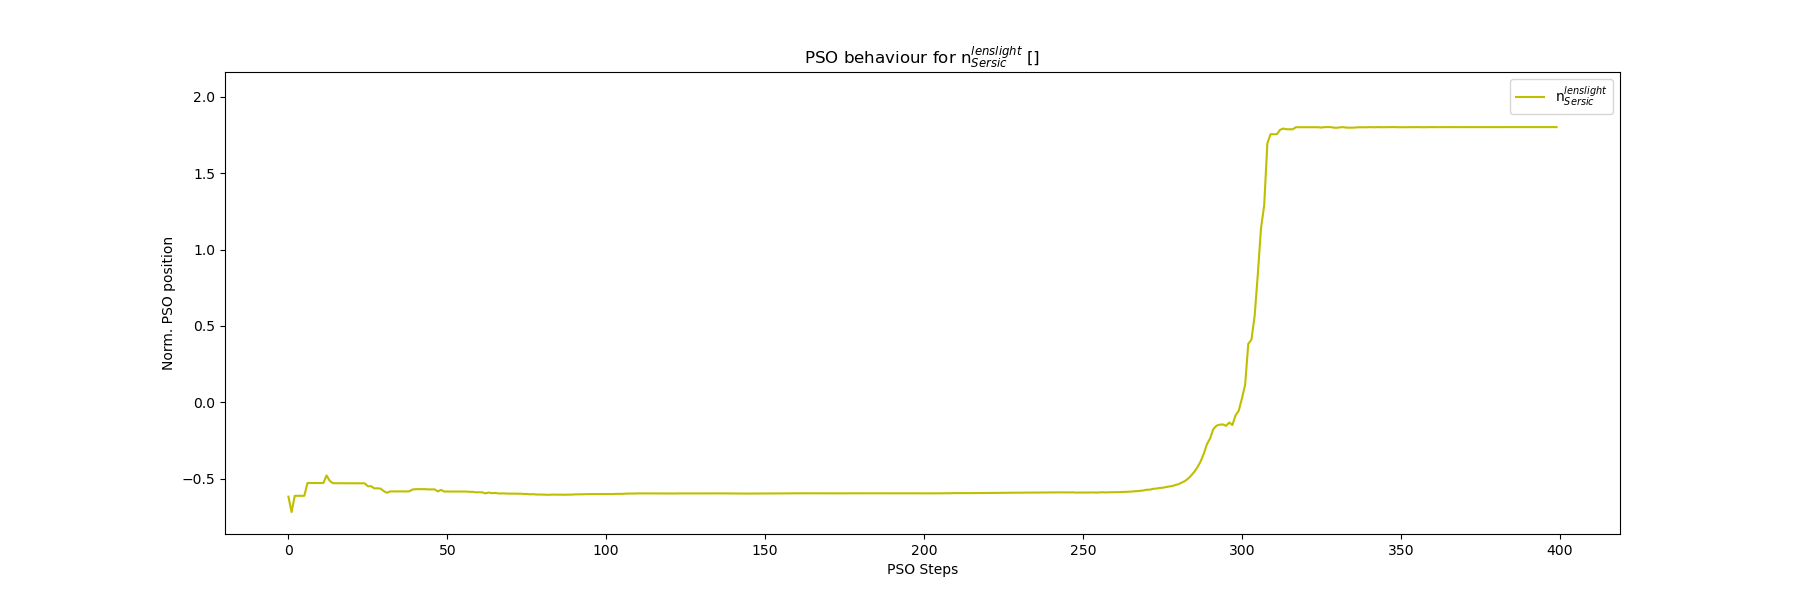 PSO behaviour for n$^{lenslight}_{Sersic}$ []
n$^{lenslight}_{Sersic}$
Norm. PSO position
2.0
1.5
1.0
0.5
0.0
−0.5
0 50 100 150 200 250 300 350 400
PSO Steps